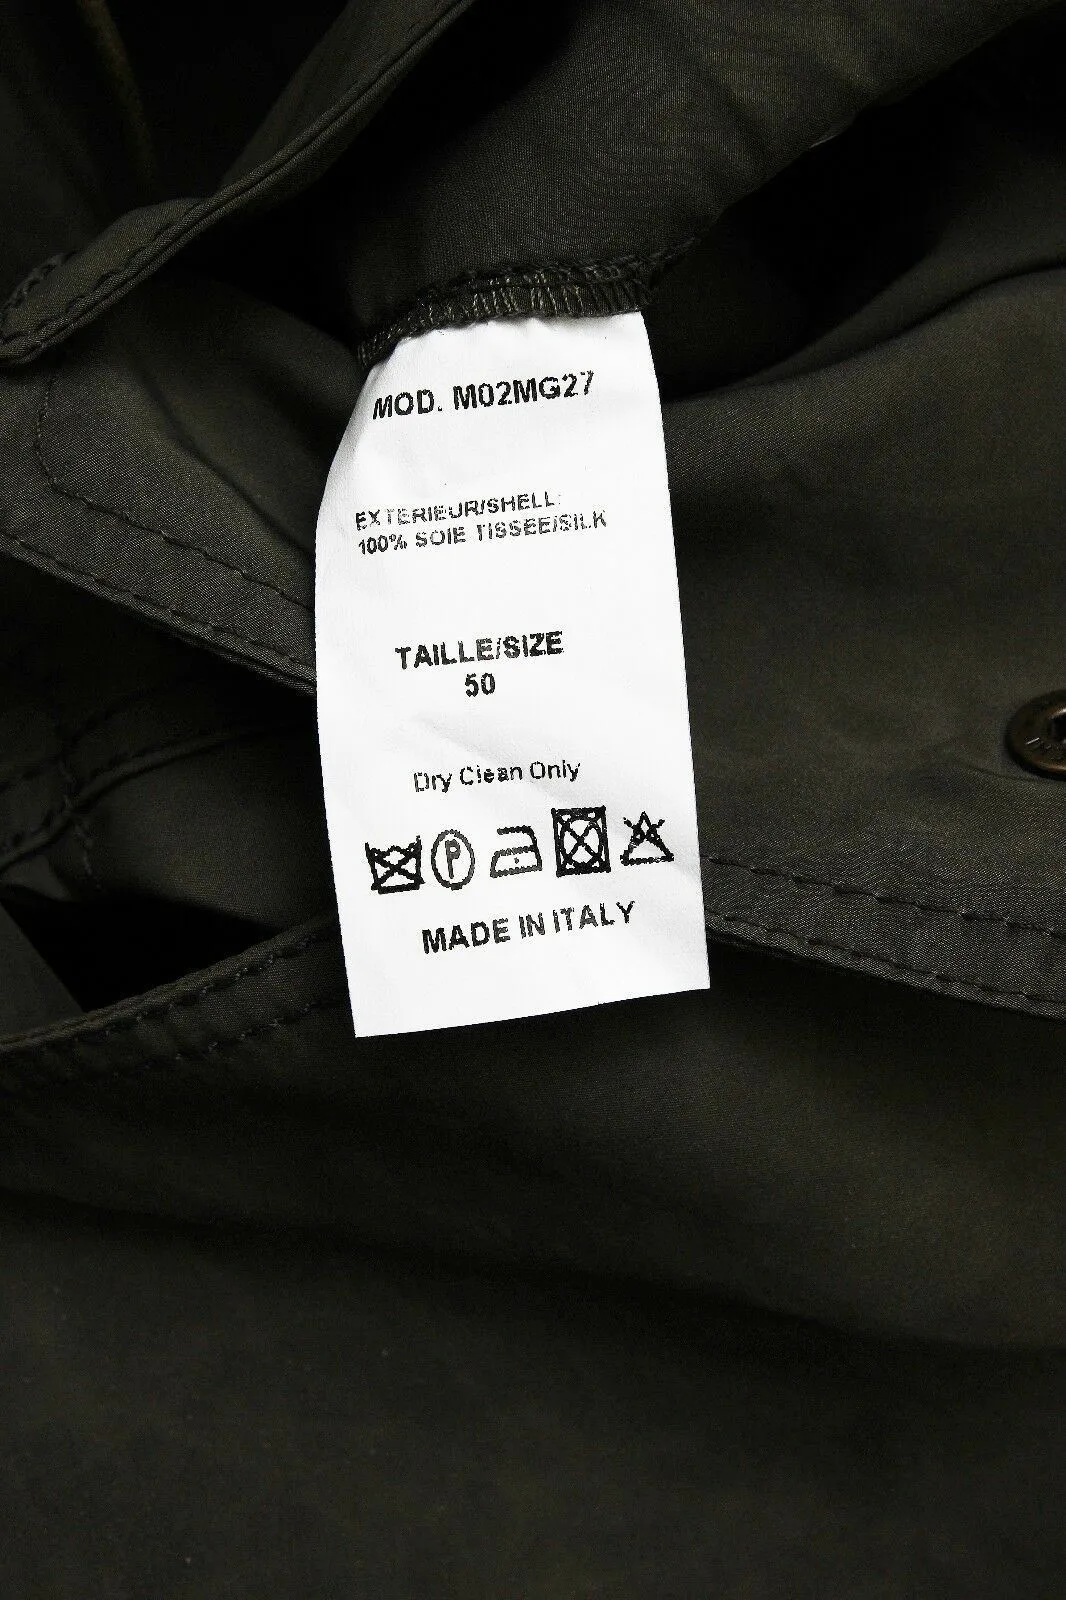 MOD. M02MG27
EXTERIEUR/SHELL:
100% SOIE TISSEE/SILK
TAILLE/SIZE
50
Dry Clean Only
P
MADE IN ITALY